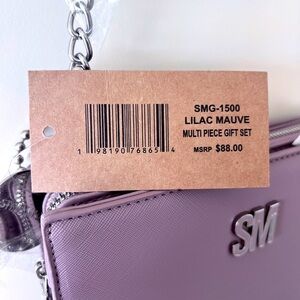 SMG-1500
LILAC MAUVE
MULTI PIECE GIFT SET
MSRP $88.00
1 98190 76865 4
SM